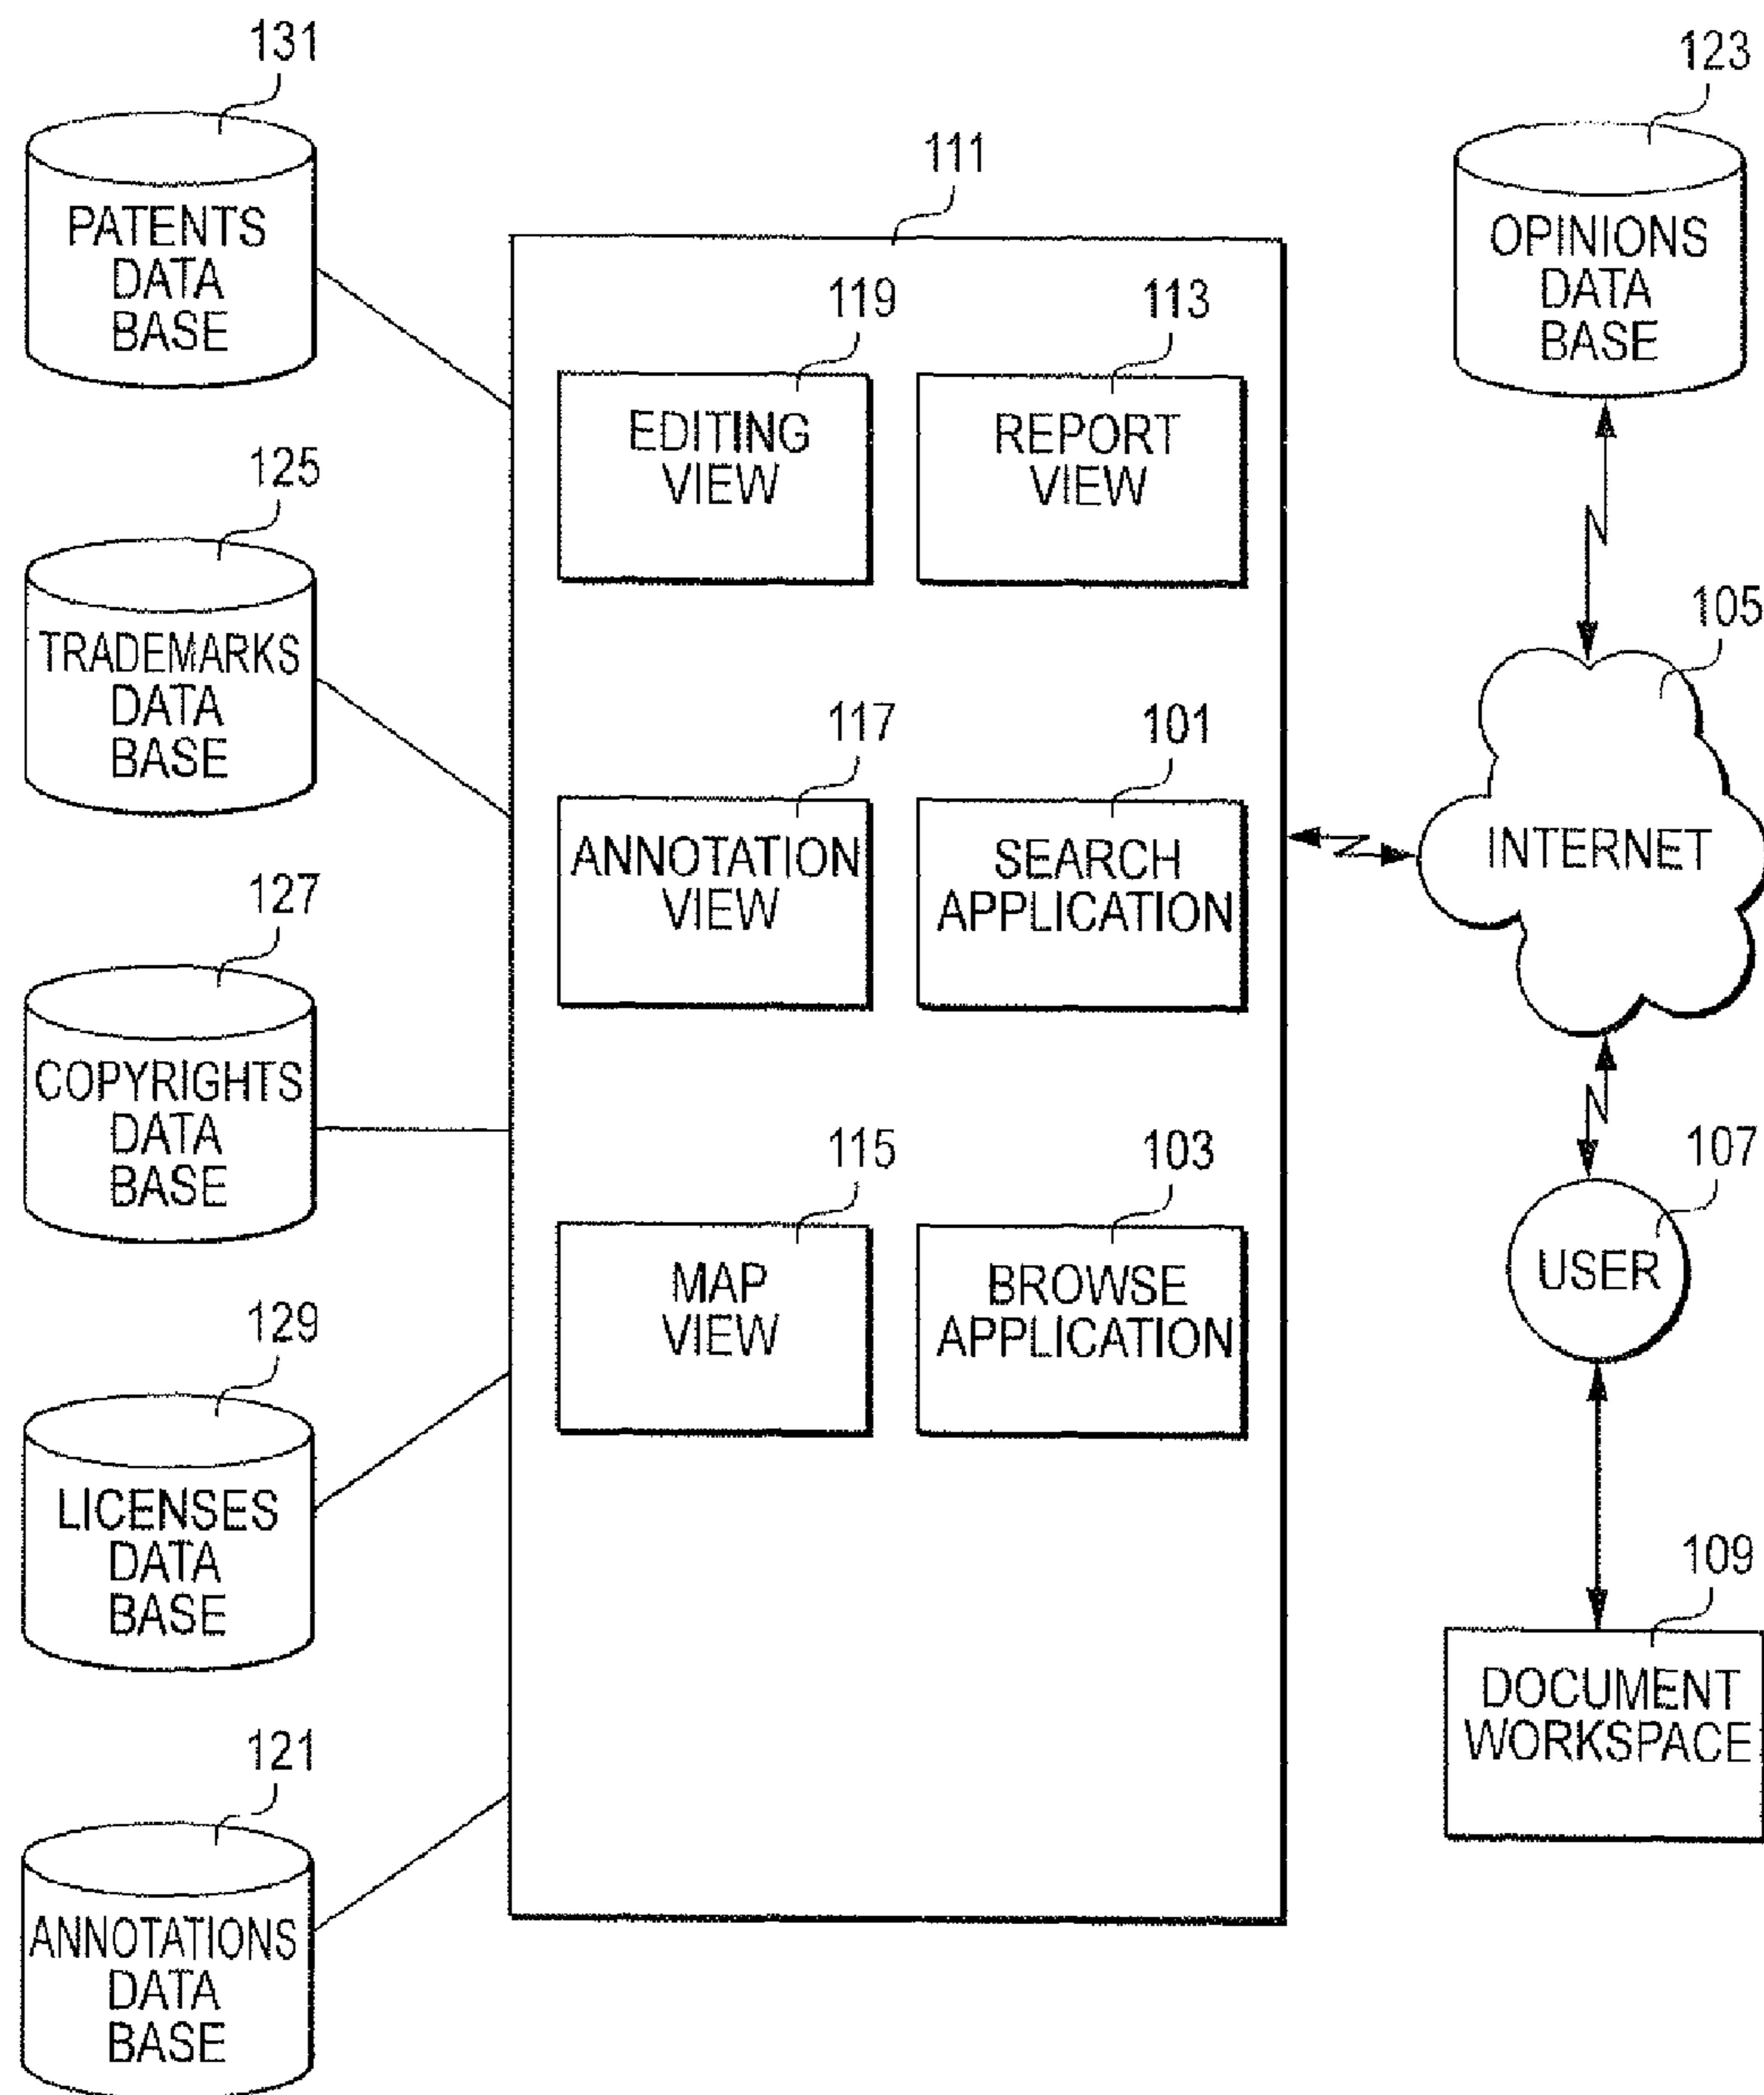 131
PATENTS
DATA
BASE
125
TRADEMARKS
DATA
BASE
127
COPYRIGHTS
DATA
BASE
129
LICENSES
DATA
BASE
121
ANNOTATIONS
DATA
BASE
111
119
EDITING
VIEW
113
REPORT
VIEW
117
ANNOTATION
VIEW
101
SEARCH
APPLICATION
115
MAP
VIEW
103
BROWSE
APPLICATION
123
OPINIONS
DATA
BASE
105
INTERNET
107
USER
109
DOCUMENT
WORKSPACE